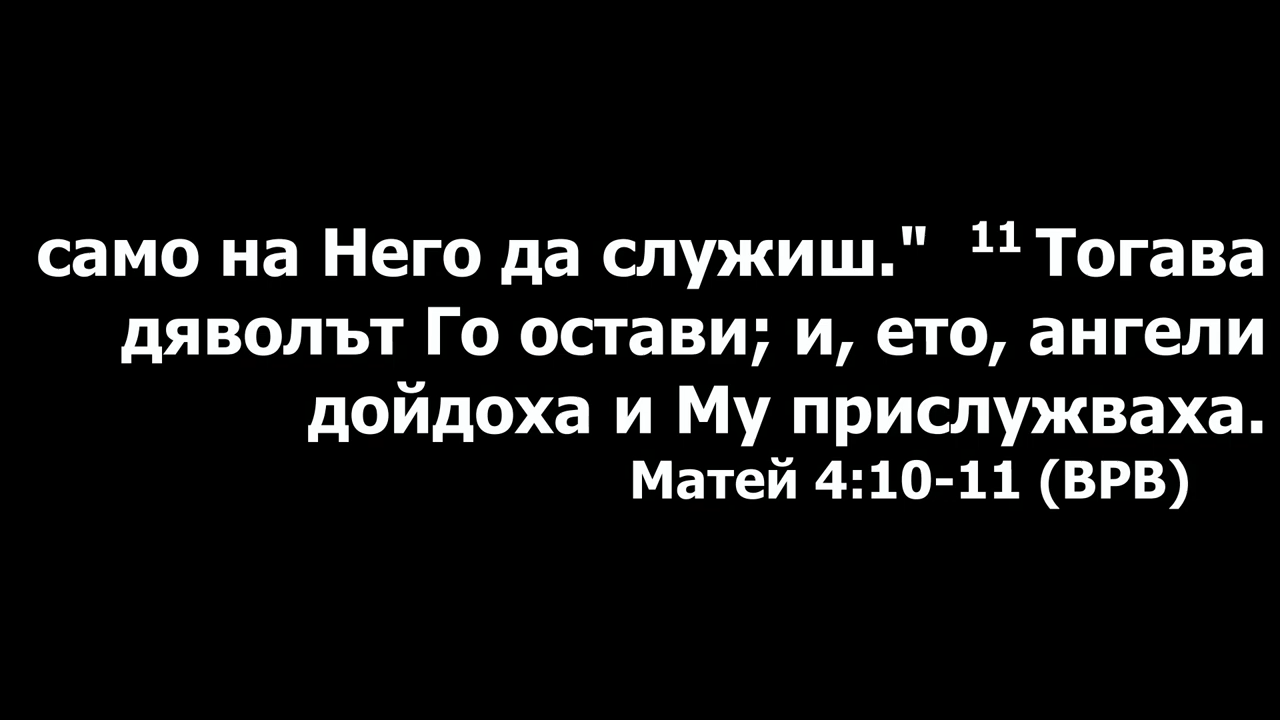 само на Него да служиш."  ¹¹ Тогава
дяволът Го остави; и, ето, ангели
дойдоха и Му прислужваха.
Матей 4:10-11 (ВРВ)